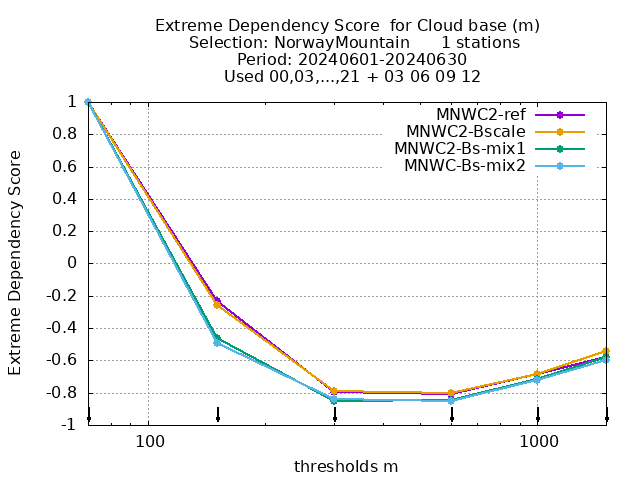 Extreme Dependency Score  for Cloud base (m)
Selection: NorwayMountain      1 stations
Period: 20240601-20240630
Used 00,03,...,21 + 03 06 09 12
MNWC2-ref
MNWC2-Bscale
MNWC2-Bs-mix1
MNWC-Bs-mix2
Extreme Dependency Score
1
0.8
0.6
0.4
0.2
0
-0.2
-0.4
-0.6
-0.8
-1
100
1000
thresholds m